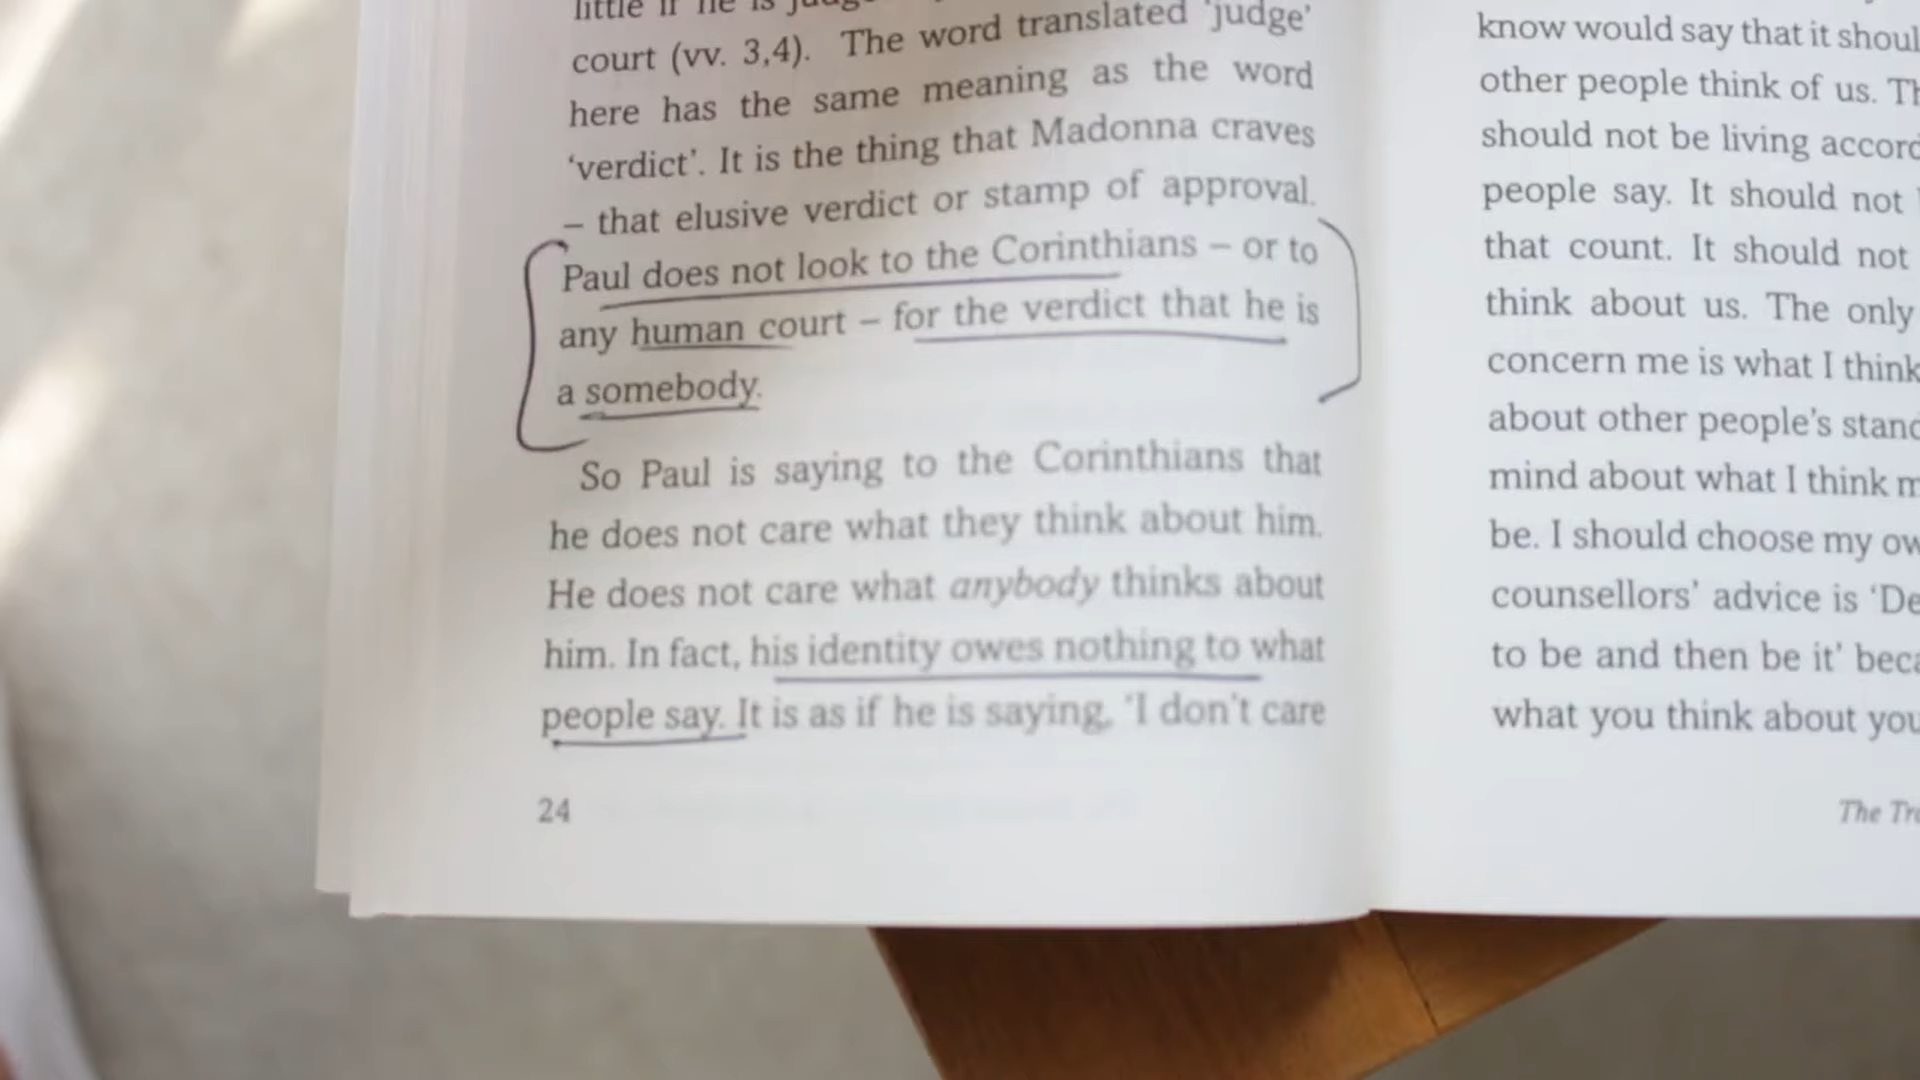 little if he is
court (vv. 3,4). The word translated ‘judge’
here has the same meaning as the word
‘verdict’. It is the thing that Madonna craves
– that elusive verdict or stamp of approval.
Paul does not look to the Corinthians – or to
any human court – for the verdict that he is
a somebody.
So Paul is saying to the Corinthians that
he does not care what they think about him.
He does not care what anybody thinks about
him. In fact, his identity owes nothing to what
people say. It is as if he is saying, ‘I don’t care
24
know would say that it
other people think of us.
should not be living
people say. It should not
that count. It should not
think about us. The only
concern me is what I think
about other people’s
mind about what I think
be. I should choose my
counsellors’ advice is
to be and then be it’
what you think about
The